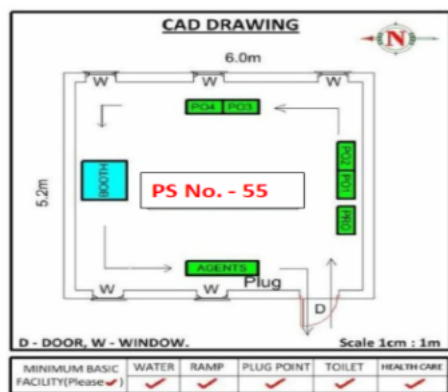 CAD DRAWING
N
6.0m
W W W
PO4 PO3
5.2m
BOOTH
PO2
PO1
PRO
PS No. - 55
W W
AGENTS
Plug
D
D - DOOR, W - WINDOW. Scale 1cm : 1m
MINIMUM BASIC FACILITY(Please ✓) WATER RAMP PLUG POINT TOILET HEALTH CARE
✓ ✓ ✓ ✓ ✓